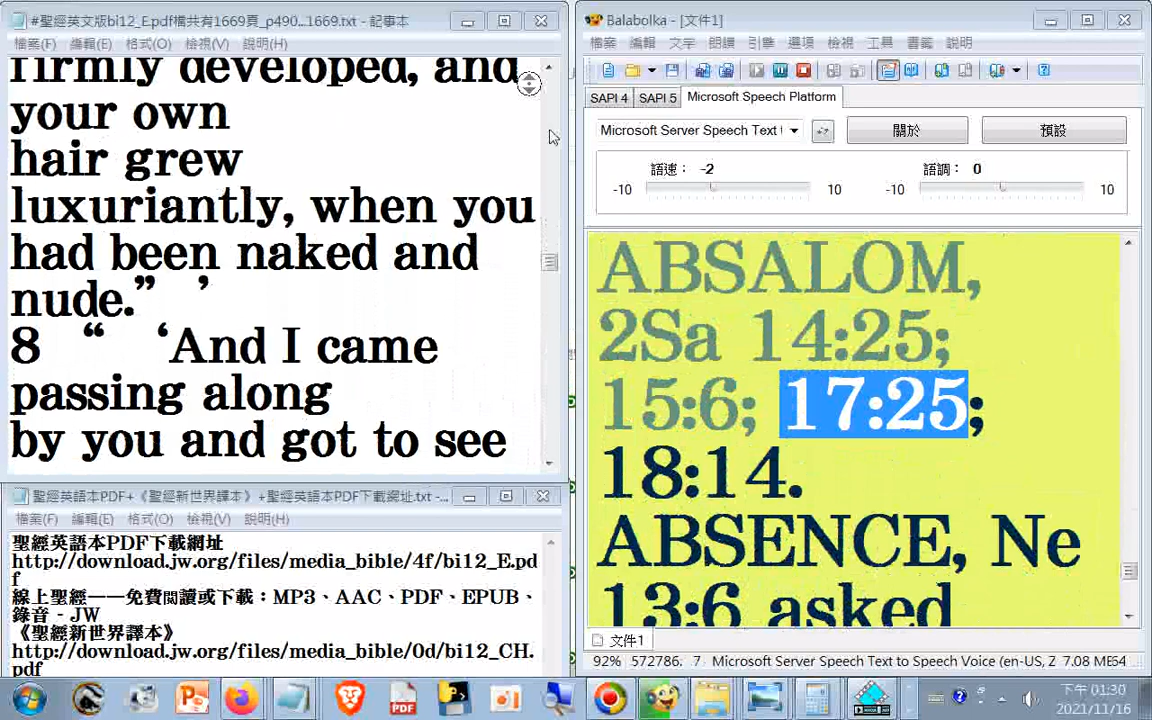 #聖經英文版bi12_E.pdf檔共有1669頁_p490...1669.txt - 記事本
檔案(F) 編輯(E) 格式(O) 檢視(V) 說明(H)
firmly developed, and
your own
hair grew
luxuriantly, when you
had been naked and
nude.” ’
8 “ ‘And I came
passing along
by you and got to see
聖經英語本PDF+《聖經新世界譯本》+聖經英語本PDF下載網址.txt -...
檔案(F) 編輯(E) 格式(O) 檢視(V) 說明(H)
聖經英語本PDF下載網址
http://download.jw.org/files/media_bible/4f/bi12_E.pd
f
線上聖經──免費閱讀或下載：MP3、AAC、PDF、EPUB、
錄音 - JW
《聖經新世界譯本》
http://download.jw.org/files/media_bible/0d/bi12_CH.
pdf
Balabolka - [文件1]
檔案 編輯 文字 朗讀 引擎 選項 檢視 工具 書籤 說明
SAPI 4 SAPI 5 Microsoft Speech Platform
Microsoft Server Speech Text 關於 預設
語速： -2 語調： 0
-10 10 -10 10
ABSALOM,
2Sa 14:25;
15:6; 17:25;
18:14.
ABSENCE, Ne
13:6 asked
文件1
92% 572786. 7 Microsoft Server Speech Text to Speech Voice (en-US, Z 7.08 ME54
PDF
下午 01:30
2021/11/16